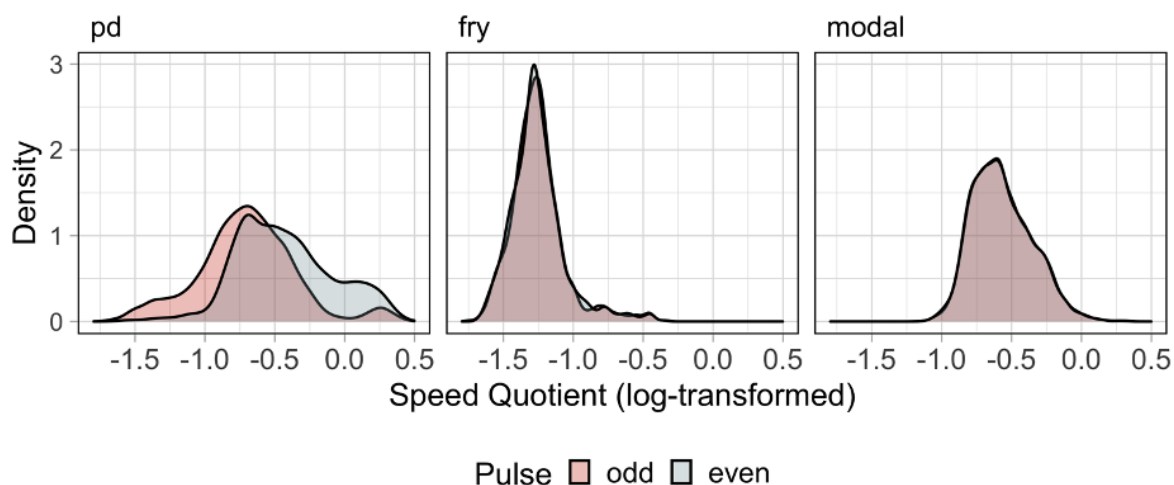 pd fry modal
3
2
1
0
Density
-1.5 -1.0 -0.5 0.0 0.5 -1.5 -1.0 -0.5 0.0 0.5 -1.5 -1.0 -0.5 0.0 0.5
Speed Quotient (log-transformed)
Pulse odd even